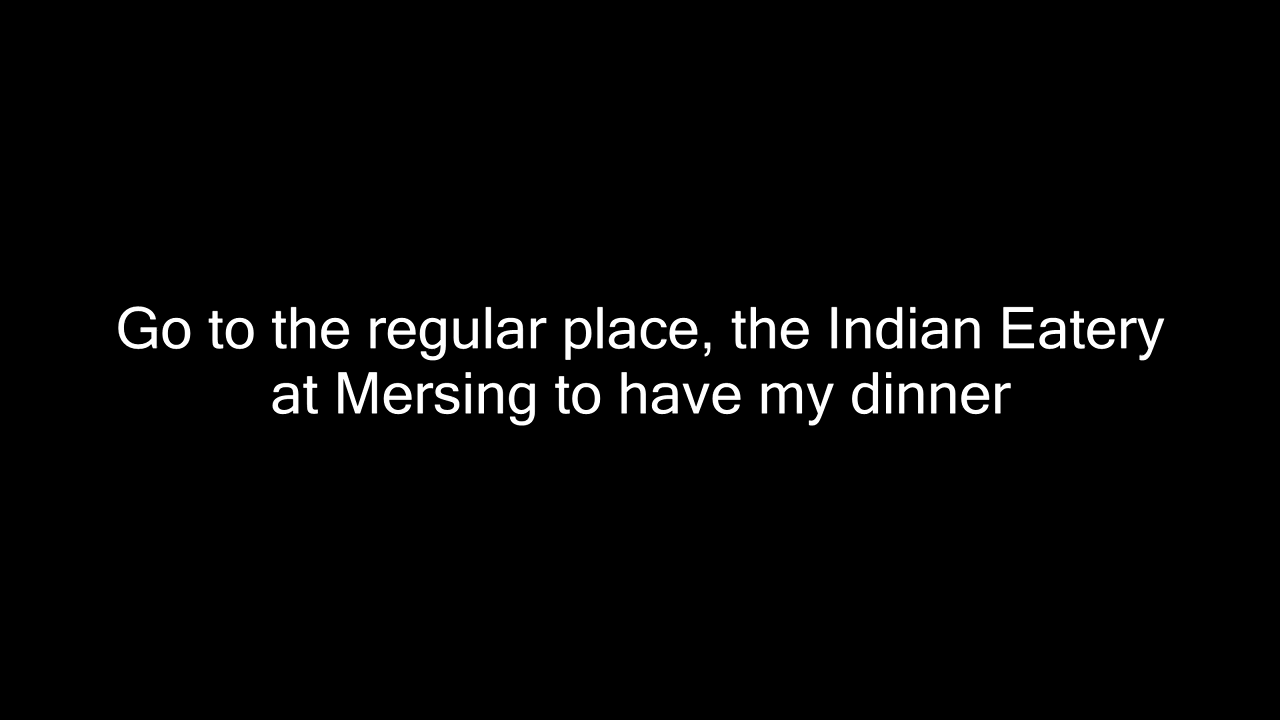 Go to the regular place, the Indian Eatery
at Mersing to have my dinner